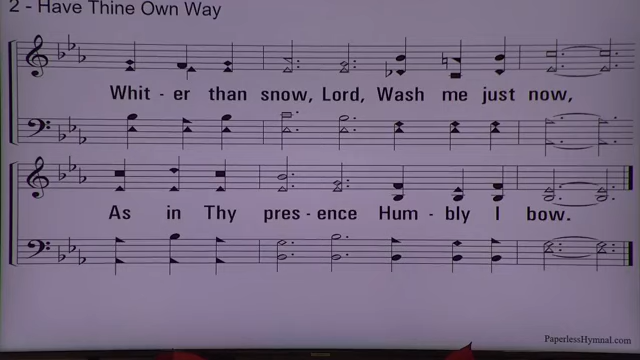 2 - Have Thine Own Way
Whit - er than snow, Lord, Wash me just now,
As in Thy pres - ence Hum - bly I bow.
PaperlessHymnal.com